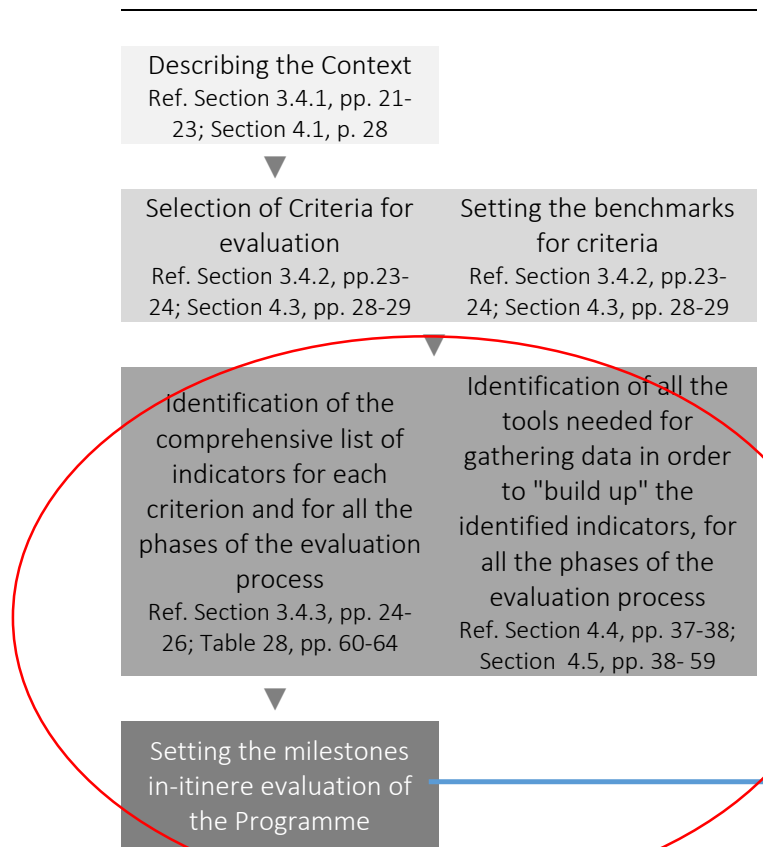 Describing the Context
Ref. Section 3.4.1, pp. 21-
23; Section 4.1, p. 28
Selection of Criteria for
evaluation
Ref. Section 3.4.2, pp.23-
24; Section 4.3, pp. 28-29
Setting the benchmarks
for criteria
Ref. Section 3.4.2, pp.23-
24; Section 4.3, pp. 28-29
Identification of the
comprehensive list of
indicators for each
criterion and for all the
phases of the evaluation
process
Ref. Section 3.4.3, pp. 24-
26; Table 28, pp. 60-64
Identification of all the
tools needed for
gathering data in order
to "build up" the
identified indicators, for
all the phases of the
evaluation process
Ref. Section 4.4, pp. 37-38;
Section  4.5, pp. 38- 59
Setting the milestones
in-itinere evaluation of
the Programme